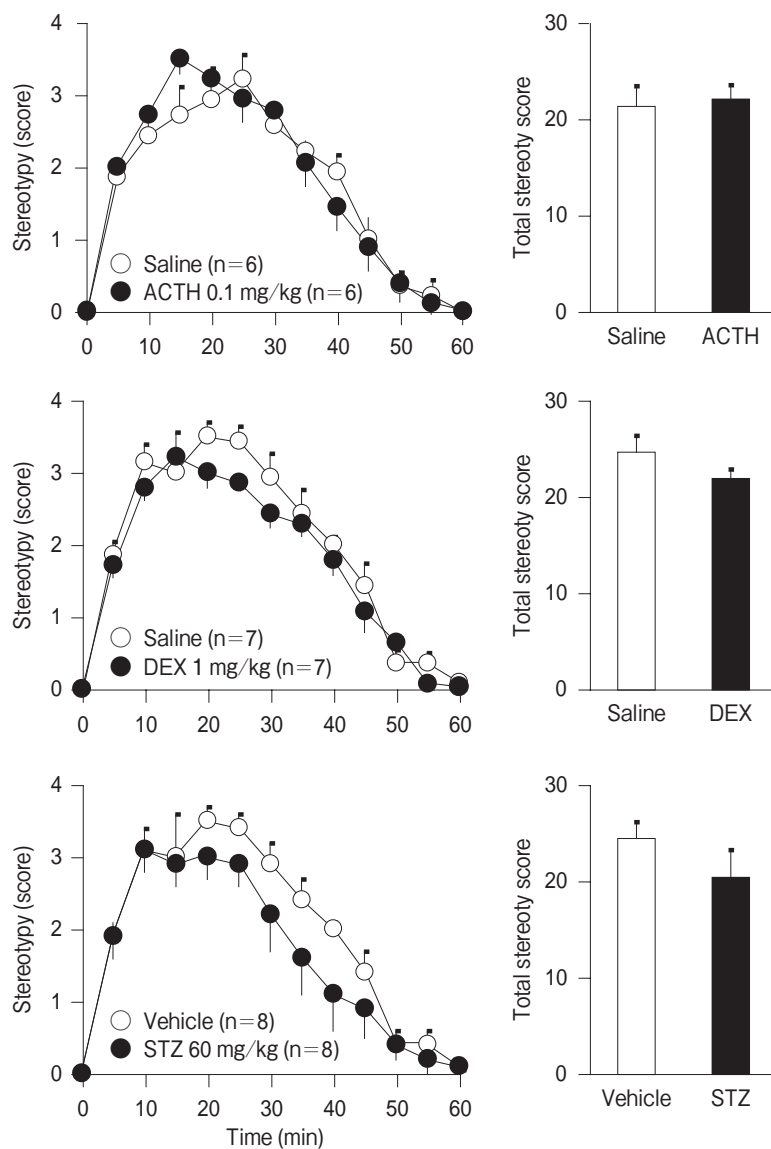 Stereotypy (score)
4
3
2
1
0
Saline (n=6)
ACTH 0.1 mg/kg (n=6)
0 10 20 30 40 50 60
Total stereoty score
30
20
10
0
Saline ACTH
Stereotypy (score)
4
3
2
1
0
Saline (n=7)
DEX 1 mg/kg (n=7)
0 10 20 30 40 50 60
Total stereoty score
30
20
10
0
Saline DEX
Stereotypy (score)
4
3
2
1
0
Vehicle (n=8)
STZ 60 mg/kg (n=8)
0 10 20 30 40 50 60
Time (min)
Total stereoty score
30
20
10
0
Vehicle STZ